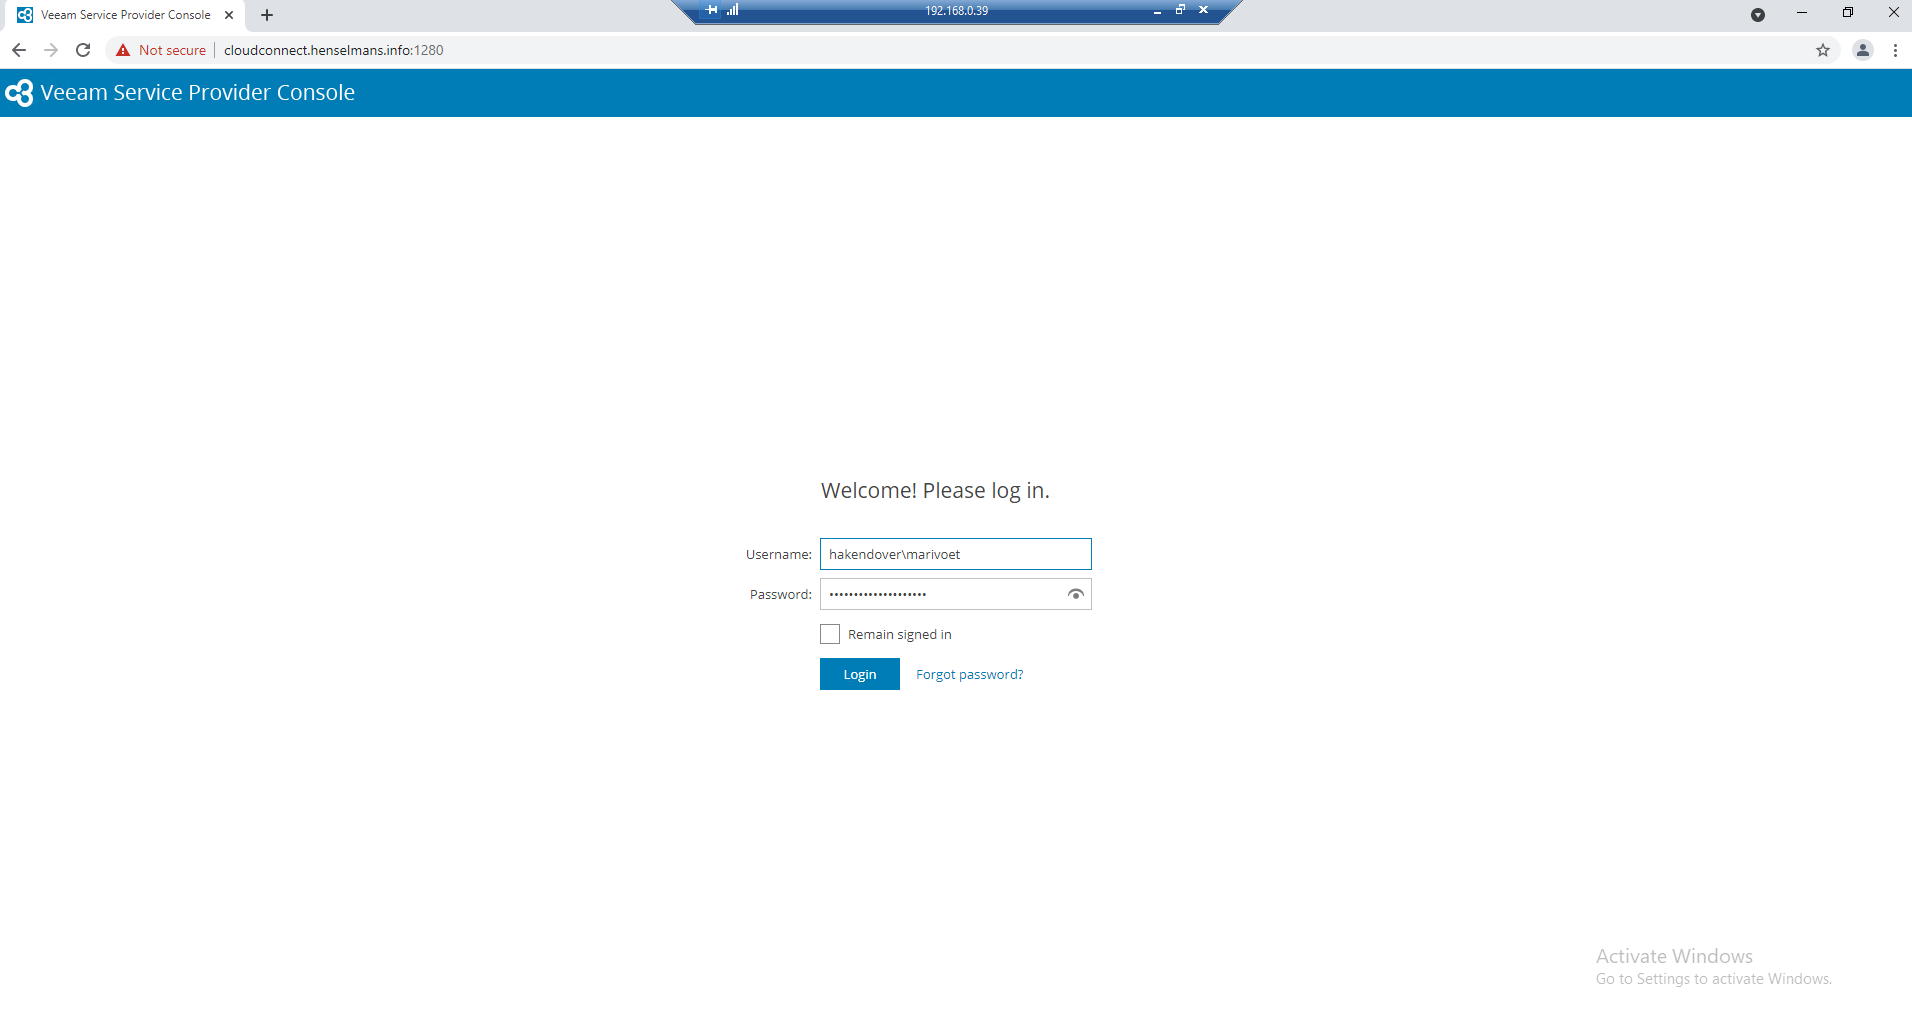 Veeam Service Provider Console
192.168.0.39
Not secure cloudconnect.henselmans.info:1280
Veeam Service Provider Console
Welcome! Please log in.
Username: hakendover\marivoet
Password: ••••••••••••••••••••
Remain signed in
Login Forgot password?
Activate Windows
Go to Settings to activate Windows.